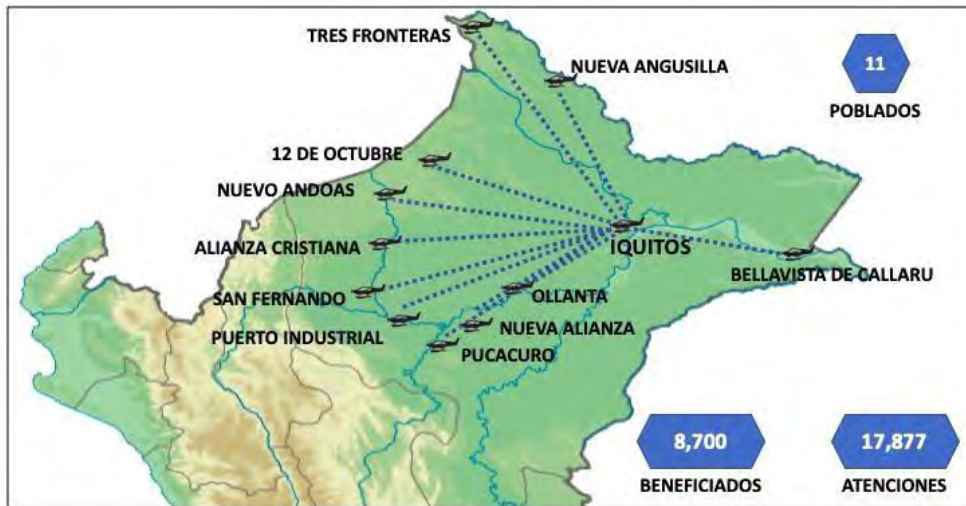 TRES FRONTERAS
NUEVA ANGUSILLA
11
POBLADOS
12 DE OCTUBRE
NUEVO ANDOAS
ALIANZA CRISTIANA
IQUITOS
BELLAVISTA DE CALLARU
SAN FERNANDO
OLLANTA
PUERTO INDUSTRIAL
NUEVA ALIANZA
PUCACURO
8,700
BENEFICIADOS
17,877
ATENCIONES